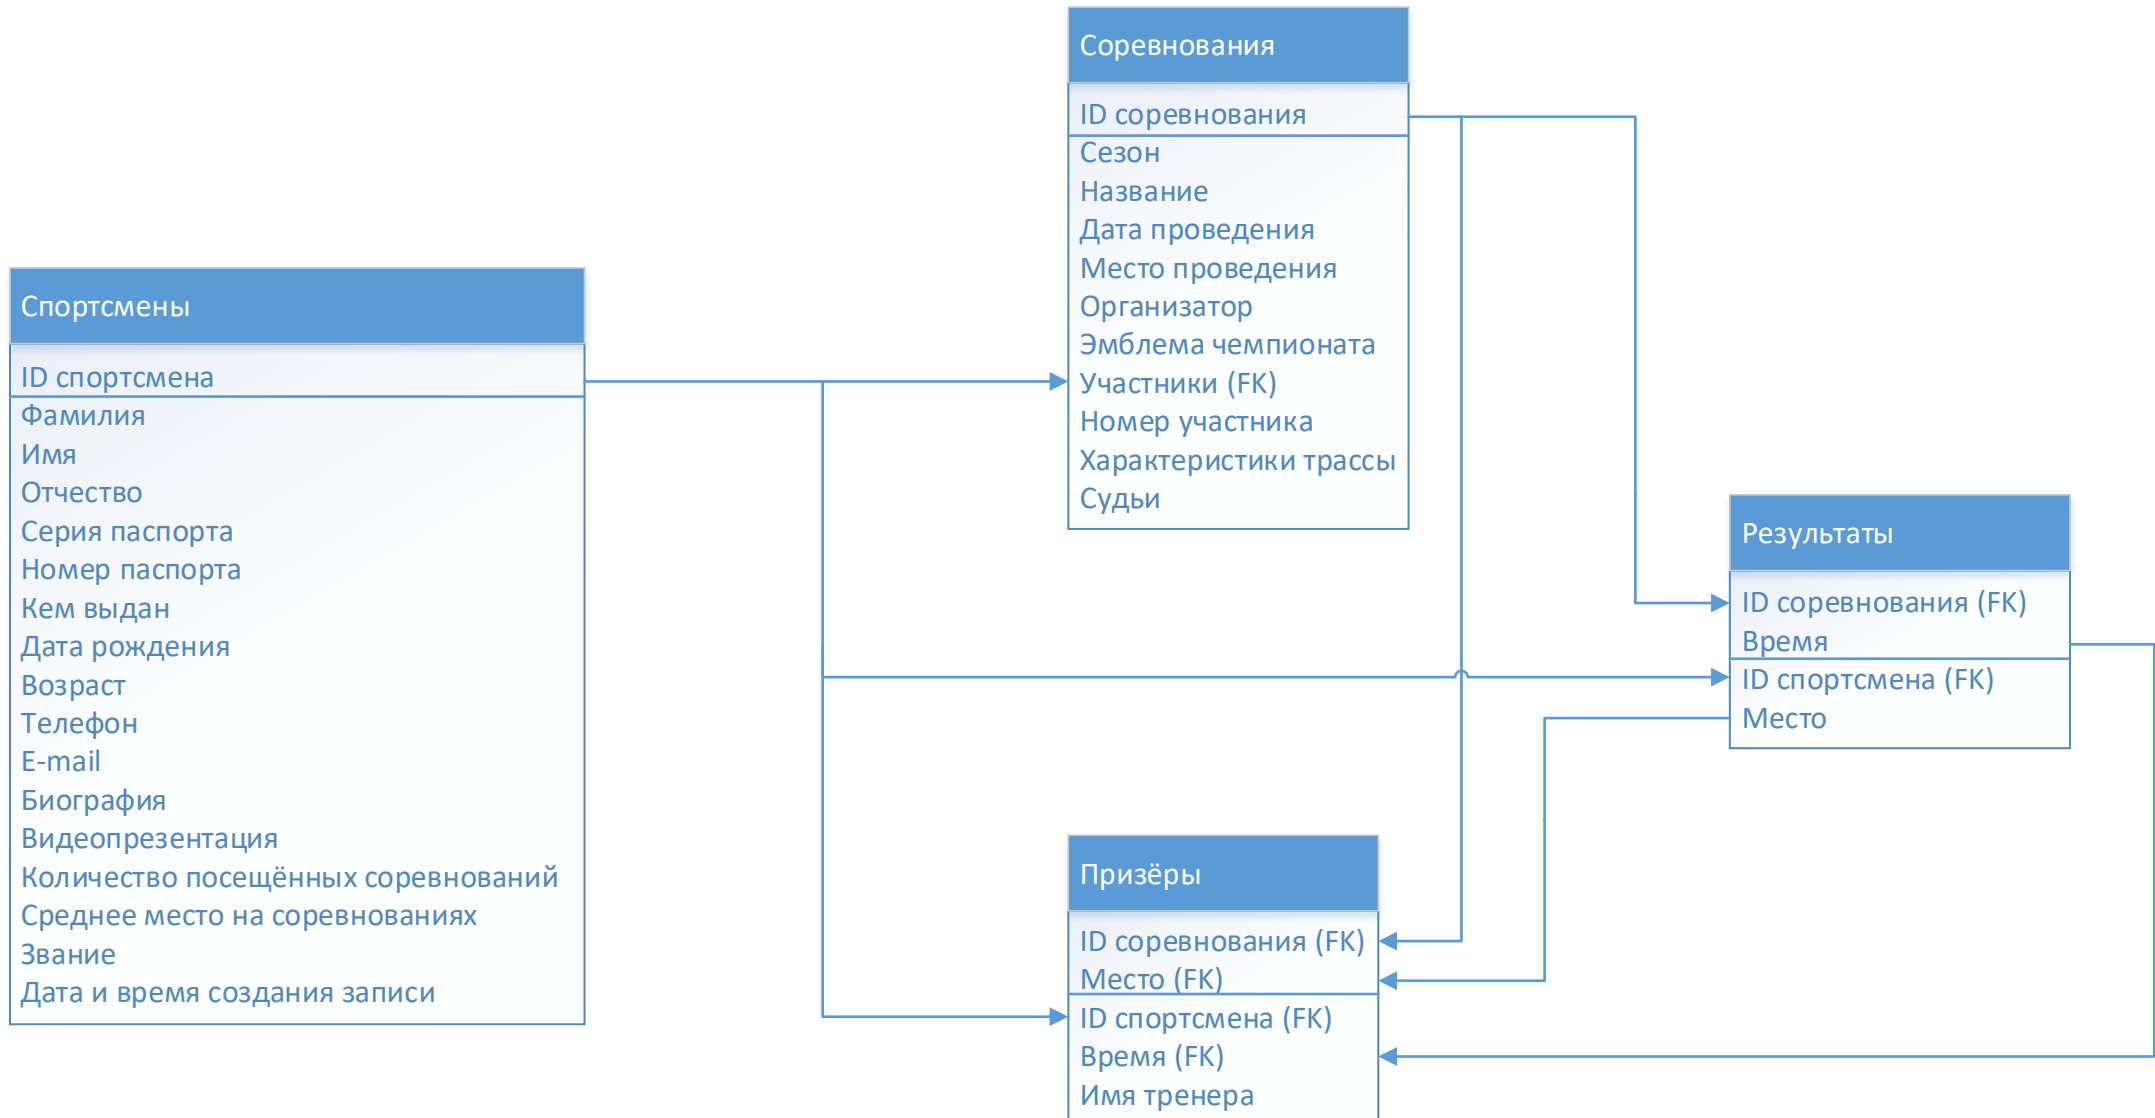 Соревнования
ID соревнования
Сезон
Название
Дата проведения
Место проведения
Организатор
Эмблема чемпионата
Участники (FK)
Номер участника
Характеристики трассы
Судьи
Спортсмены
ID спортсмена
Фамилия
Имя
Отчество
Серия паспорта
Номер паспорта
Кем выдан
Дата рождения
Возраст
Телефон
E-mail
Биография
Видеопрезентация
Количество посещённых соревнований
Среднее место на соревнованиях
Звание
Дата и время создания записи
Результаты
ID соревнования (FK)
Время
ID спортсмена (FK)
Место
Призёры
ID соревнования (FK)
Место (FK)
ID спортсмена (FK)
Время (FK)
Имя тренера